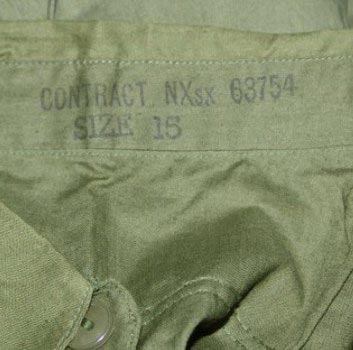 CONTRACT NXsx 63754
SIZE 15